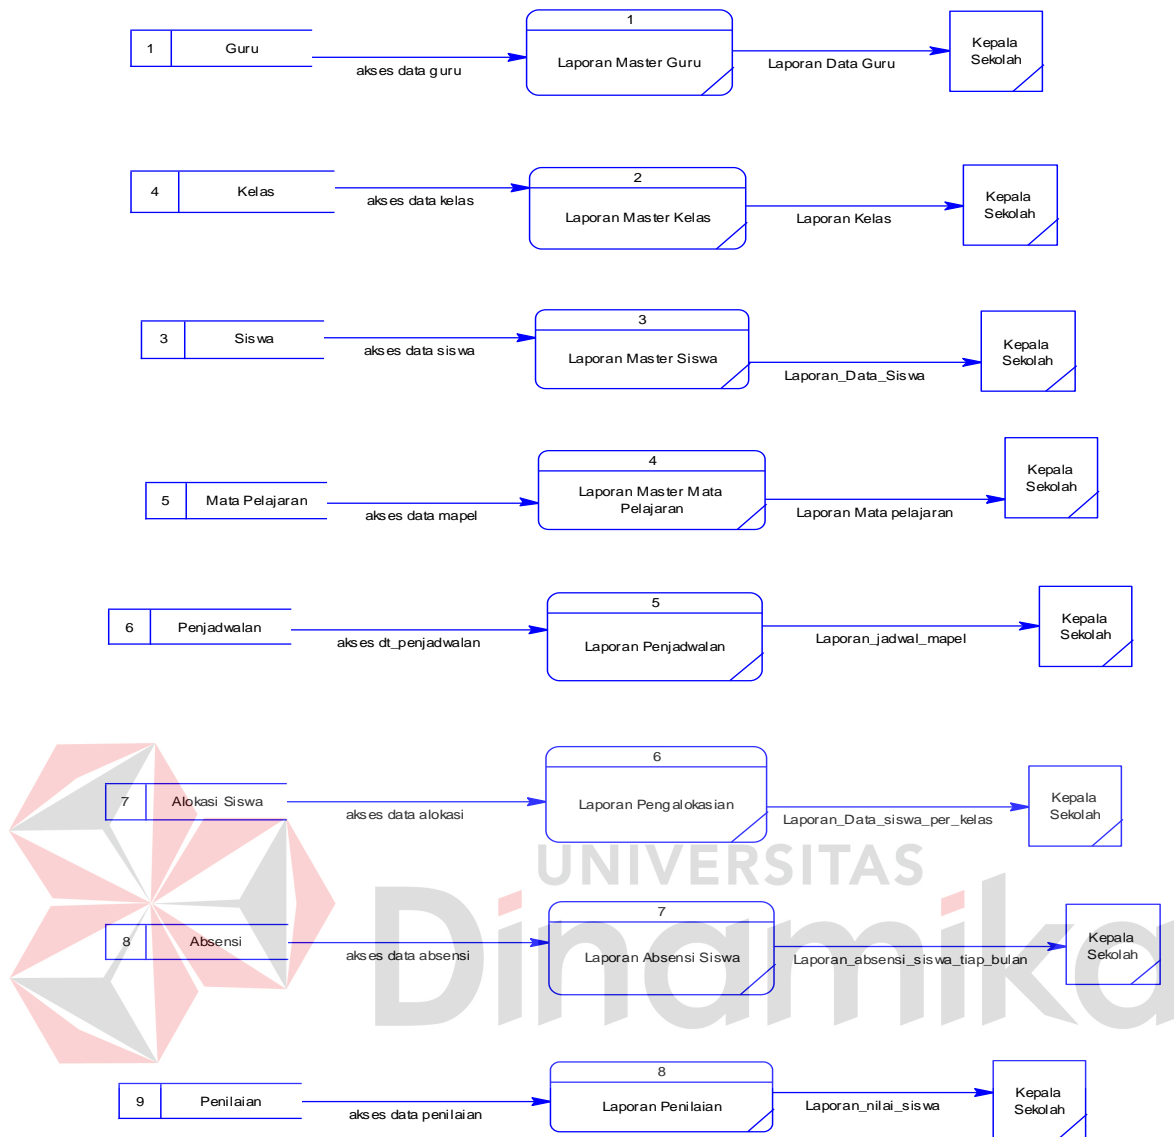 1
1 Guru
akses data guru
Laporan Master Guru
Laporan Data Guru
Kepala
Sekolah
2
4 Kelas
akses data kelas
Laporan Master Kelas
Laporan Kelas
Kepala
Sekolah
3
3 Siswa
akses data siswa
Laporan Master Siswa
Laporan_Data_Siswa
Kepala
Sekolah
4
5 Mata Pelajaran
akses data mapel
Laporan Master Mata
Pelajaran
Laporan Mata pelajaran
Kepala
Sekolah
5
6 Penjadwalan
akses dt_penjadwalan
Laporan Penjadwalan
Laporan_jadwal_mapel
Kepala
Sekolah
6
7 Alokasi Siswa
akses data alokasi
Laporan Pengalokasian
Laporan_Data_siswa_per_kelas
Kepala
Sekolah
UNIVERSITAS
Dinamika
7
8 Absensi
akses data absensi
Laporan Absensi Siswa
Laporan_absensi_siswa_tiap_bulan
Kepala
Sekolah
8
9 Penilaian
akses data penilaian
Laporan Penilaian
Laporan_nilai_siswa
Kepala
Sekolah